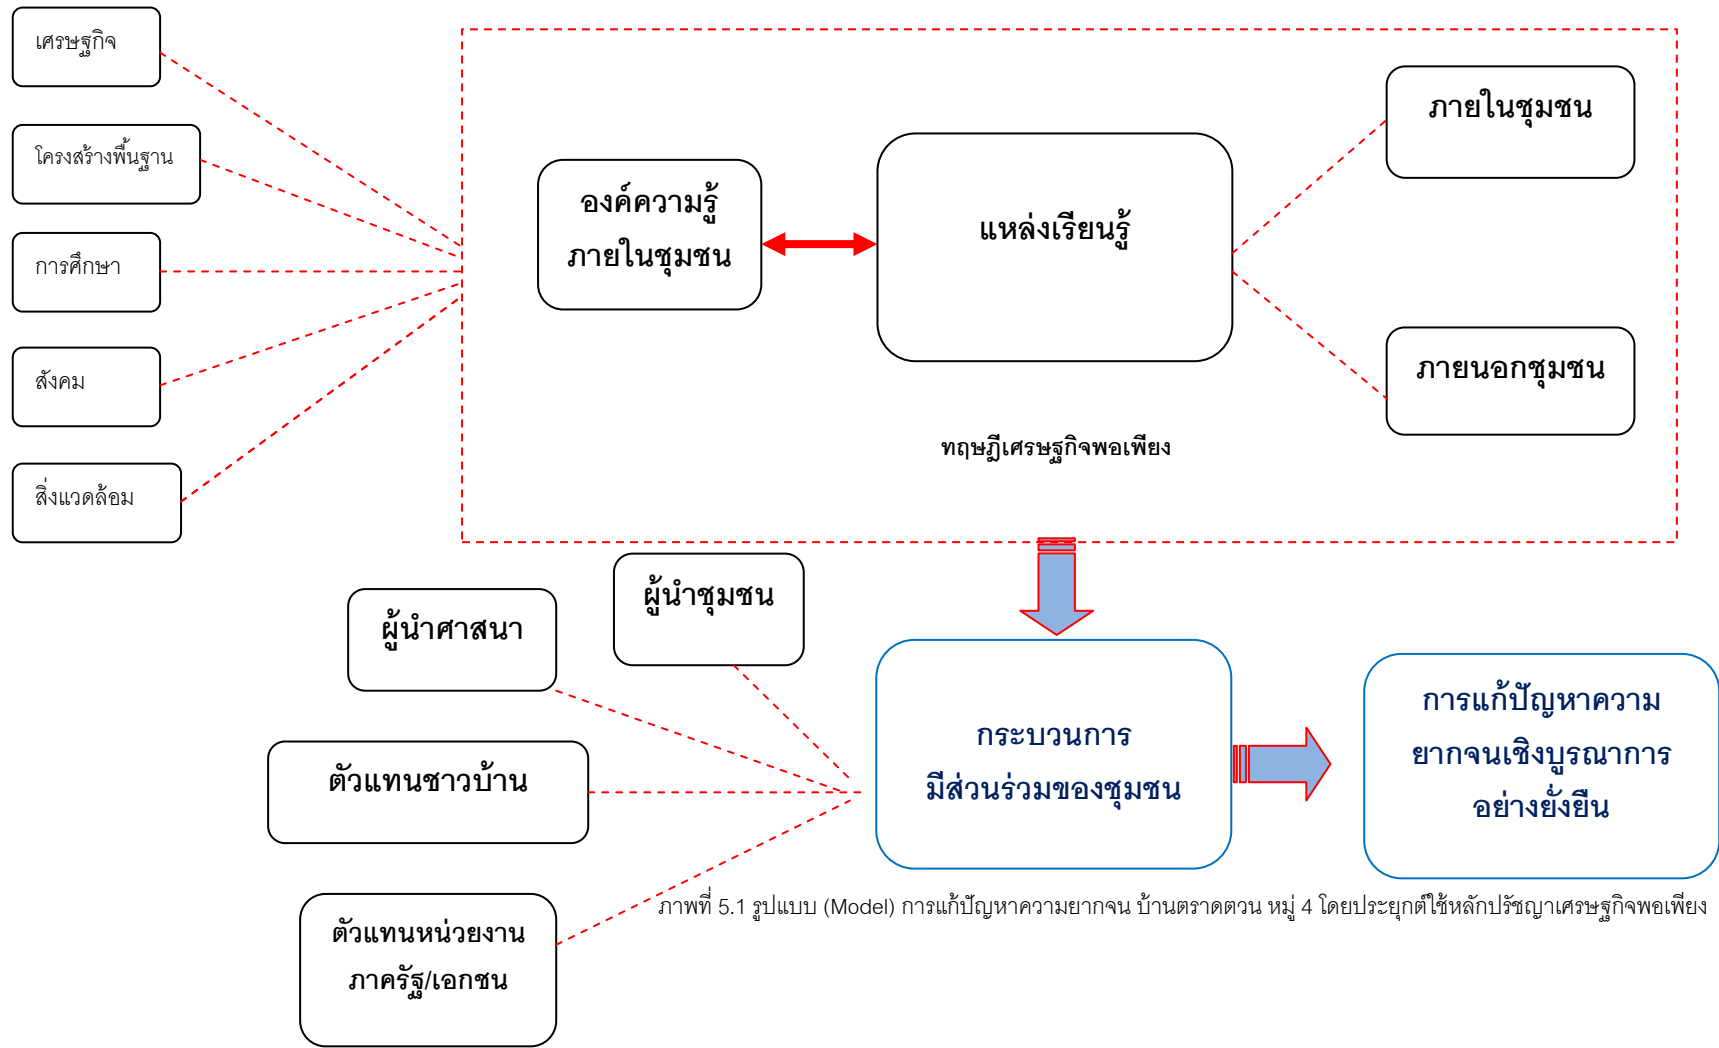 เศรษฐกิจ
โครงสร้างพื้นฐาน
การศึกษา
สังคม
สิ่งแวดล้อม
องค์ความรู้
ภายในชุมชน
แหล่งเรียนรู้
ภายในชุมชน
ภายนอกชุมชน
ทฤษฎีเศรษฐกิจพอเพียง
ผู้นำชุมชน
ผู้นำศาสนา
ตัวแทนชาวบ้าน
ตัวแทนหน่วยงาน
ภาครัฐ/เอกชน
กระบวนการ
มีส่วนร่วมของชุมชน
การแก้ปัญหาความ
ยากจนเชิงบูรณาการ
อย่างยั่งยืน
ภาพที่ 5.1 รูปแบบ (Model) การแก้ปัญหาความยากจน บ้านตราดตวน หมู่ 4 โดยประยุกต์ใช้หลักปรัชญาเศรษฐกิจพอเพียง